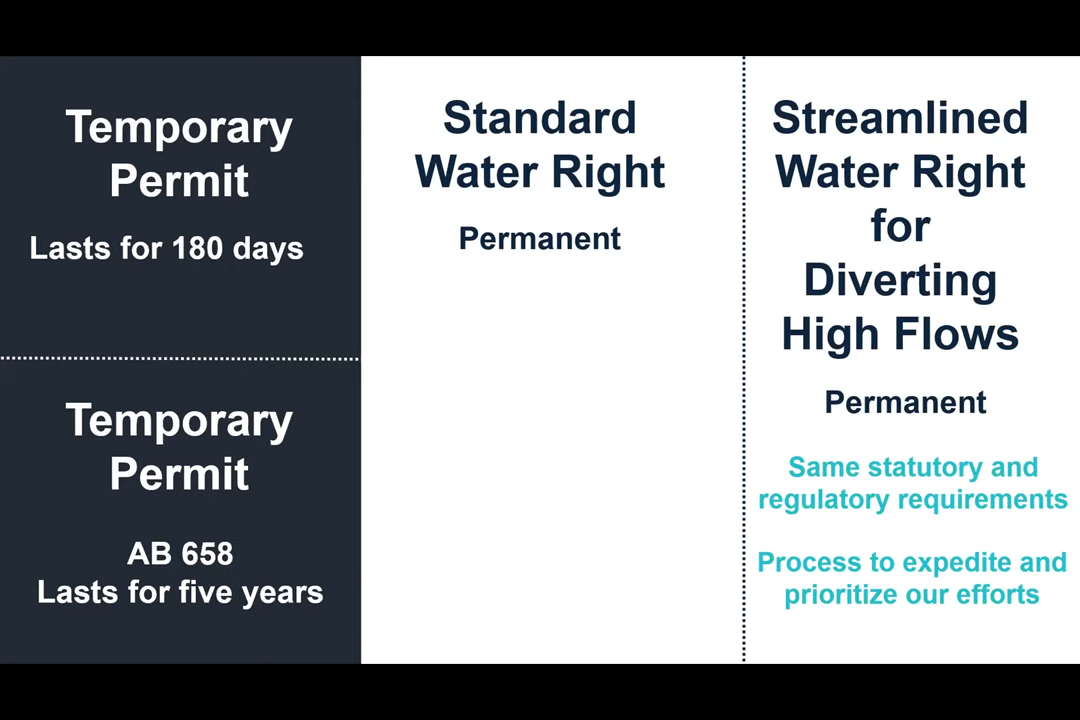 Temporary
Permit
Lasts for 180 days
Temporary
Permit
AB 658
Lasts for five years
Standard
Water Right
Permanent
Streamlined
Water Right
for
Diverting
High Flows
Permanent
Same statutory and
regulatory requirements
Process to expedite and
prioritize our efforts